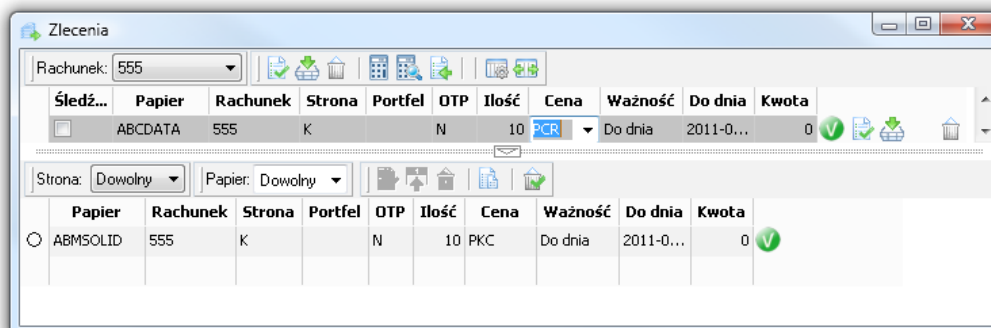 Zlecenia
Rachunek: 555
Śledź... Papier Rachunek Strona Portfel OTP Ilość Cena Ważność Do dnia Kwota
ABCDATA 555 K N 10 PCR Do dnia 2011-0... 0 V
Strona: Dowolny Papier: Dowolny
Papier Rachunek Strona Portfel OTP Ilość Cena Ważność Do dnia Kwota
ABMSOLID 555 K N 10 PKC Do dnia 2011-0... 0 V